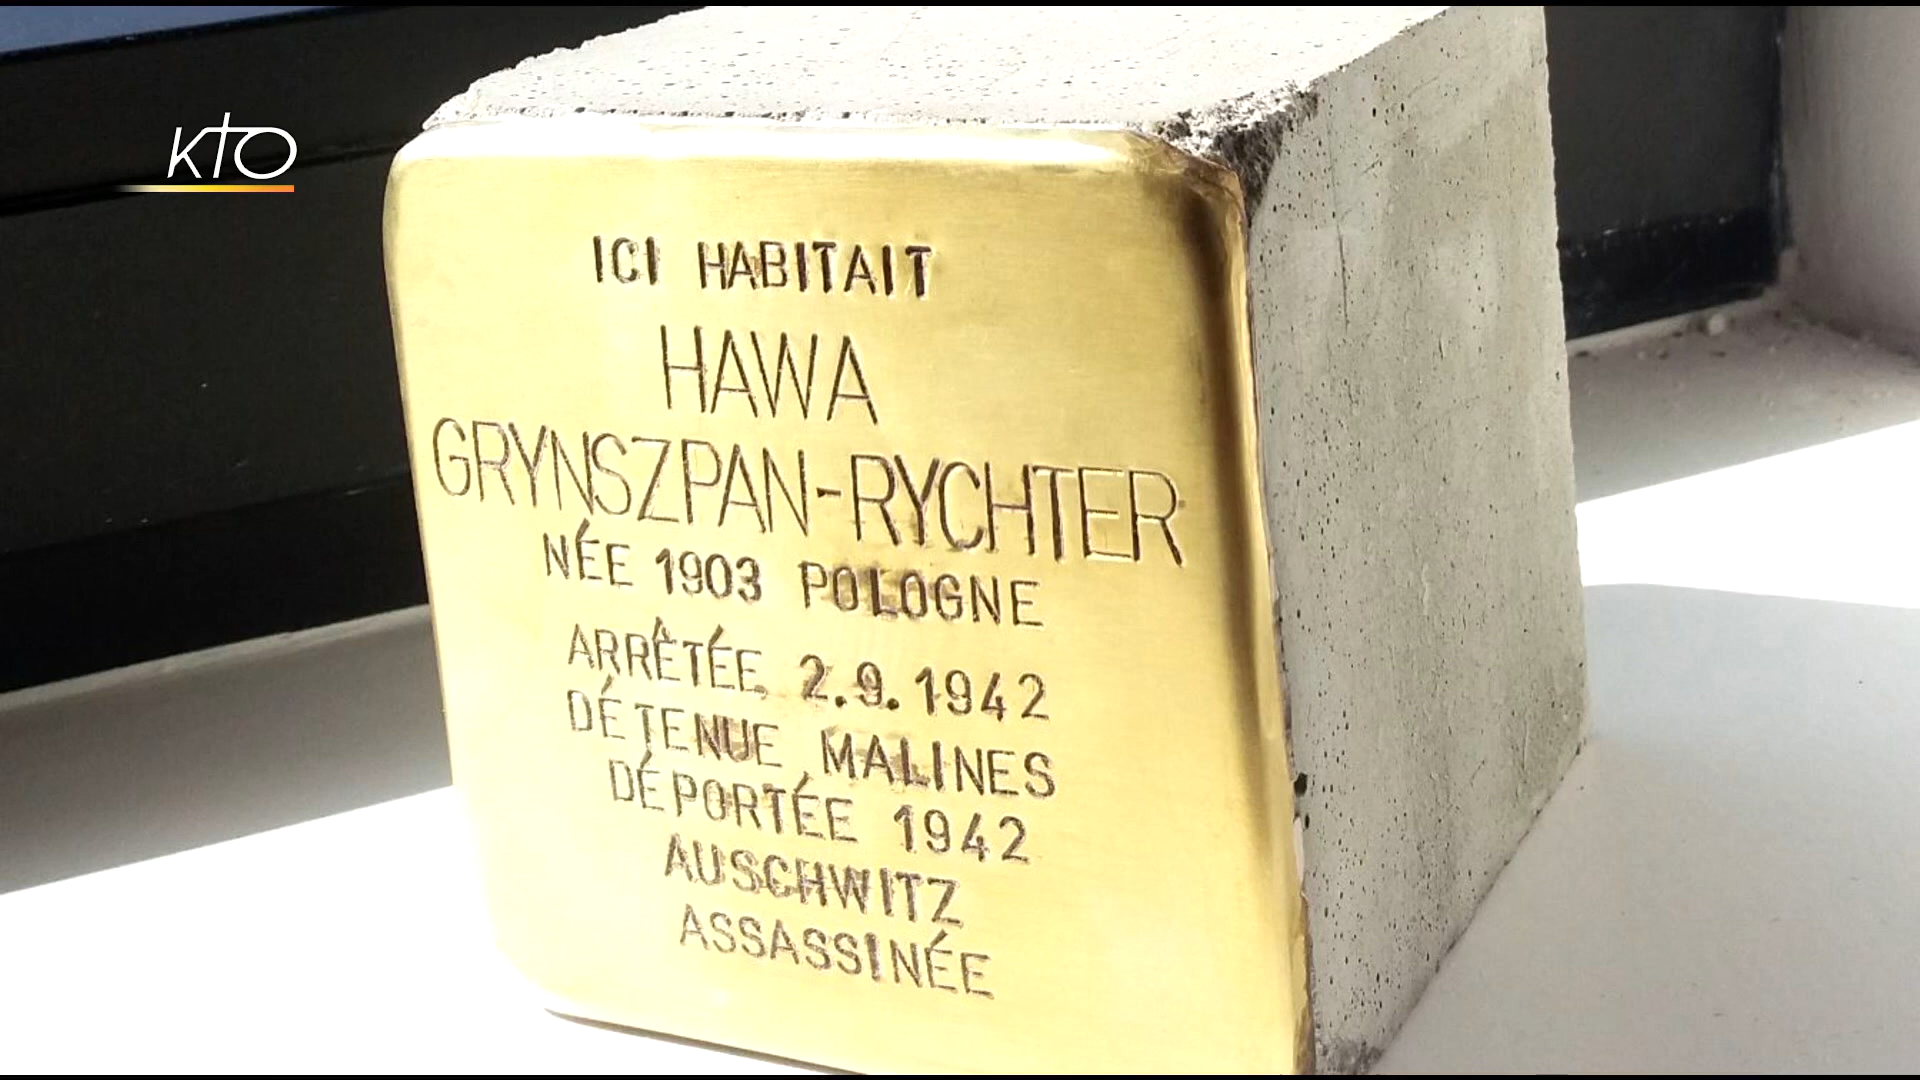 KTO
ICI HABITAIT
HAWA
GRYNSZPAN-RYCHTER
NÉE 1903 POLOGNE
ARRÊTÉE 2.9.1942
DÉTENUE MALINES
DÉPORTÉE 1942
AUSCHWITZ
ASSASSINÉE